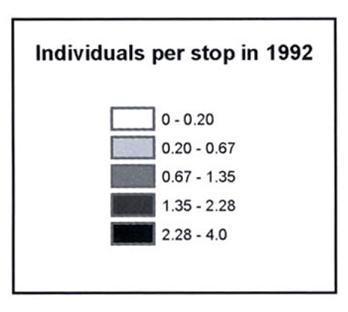 Individuals per stop in 1992
0 - 0.20
0.20 - 0.67
0.67 - 1.35
1.35 - 2.28
2.28 - 4.0